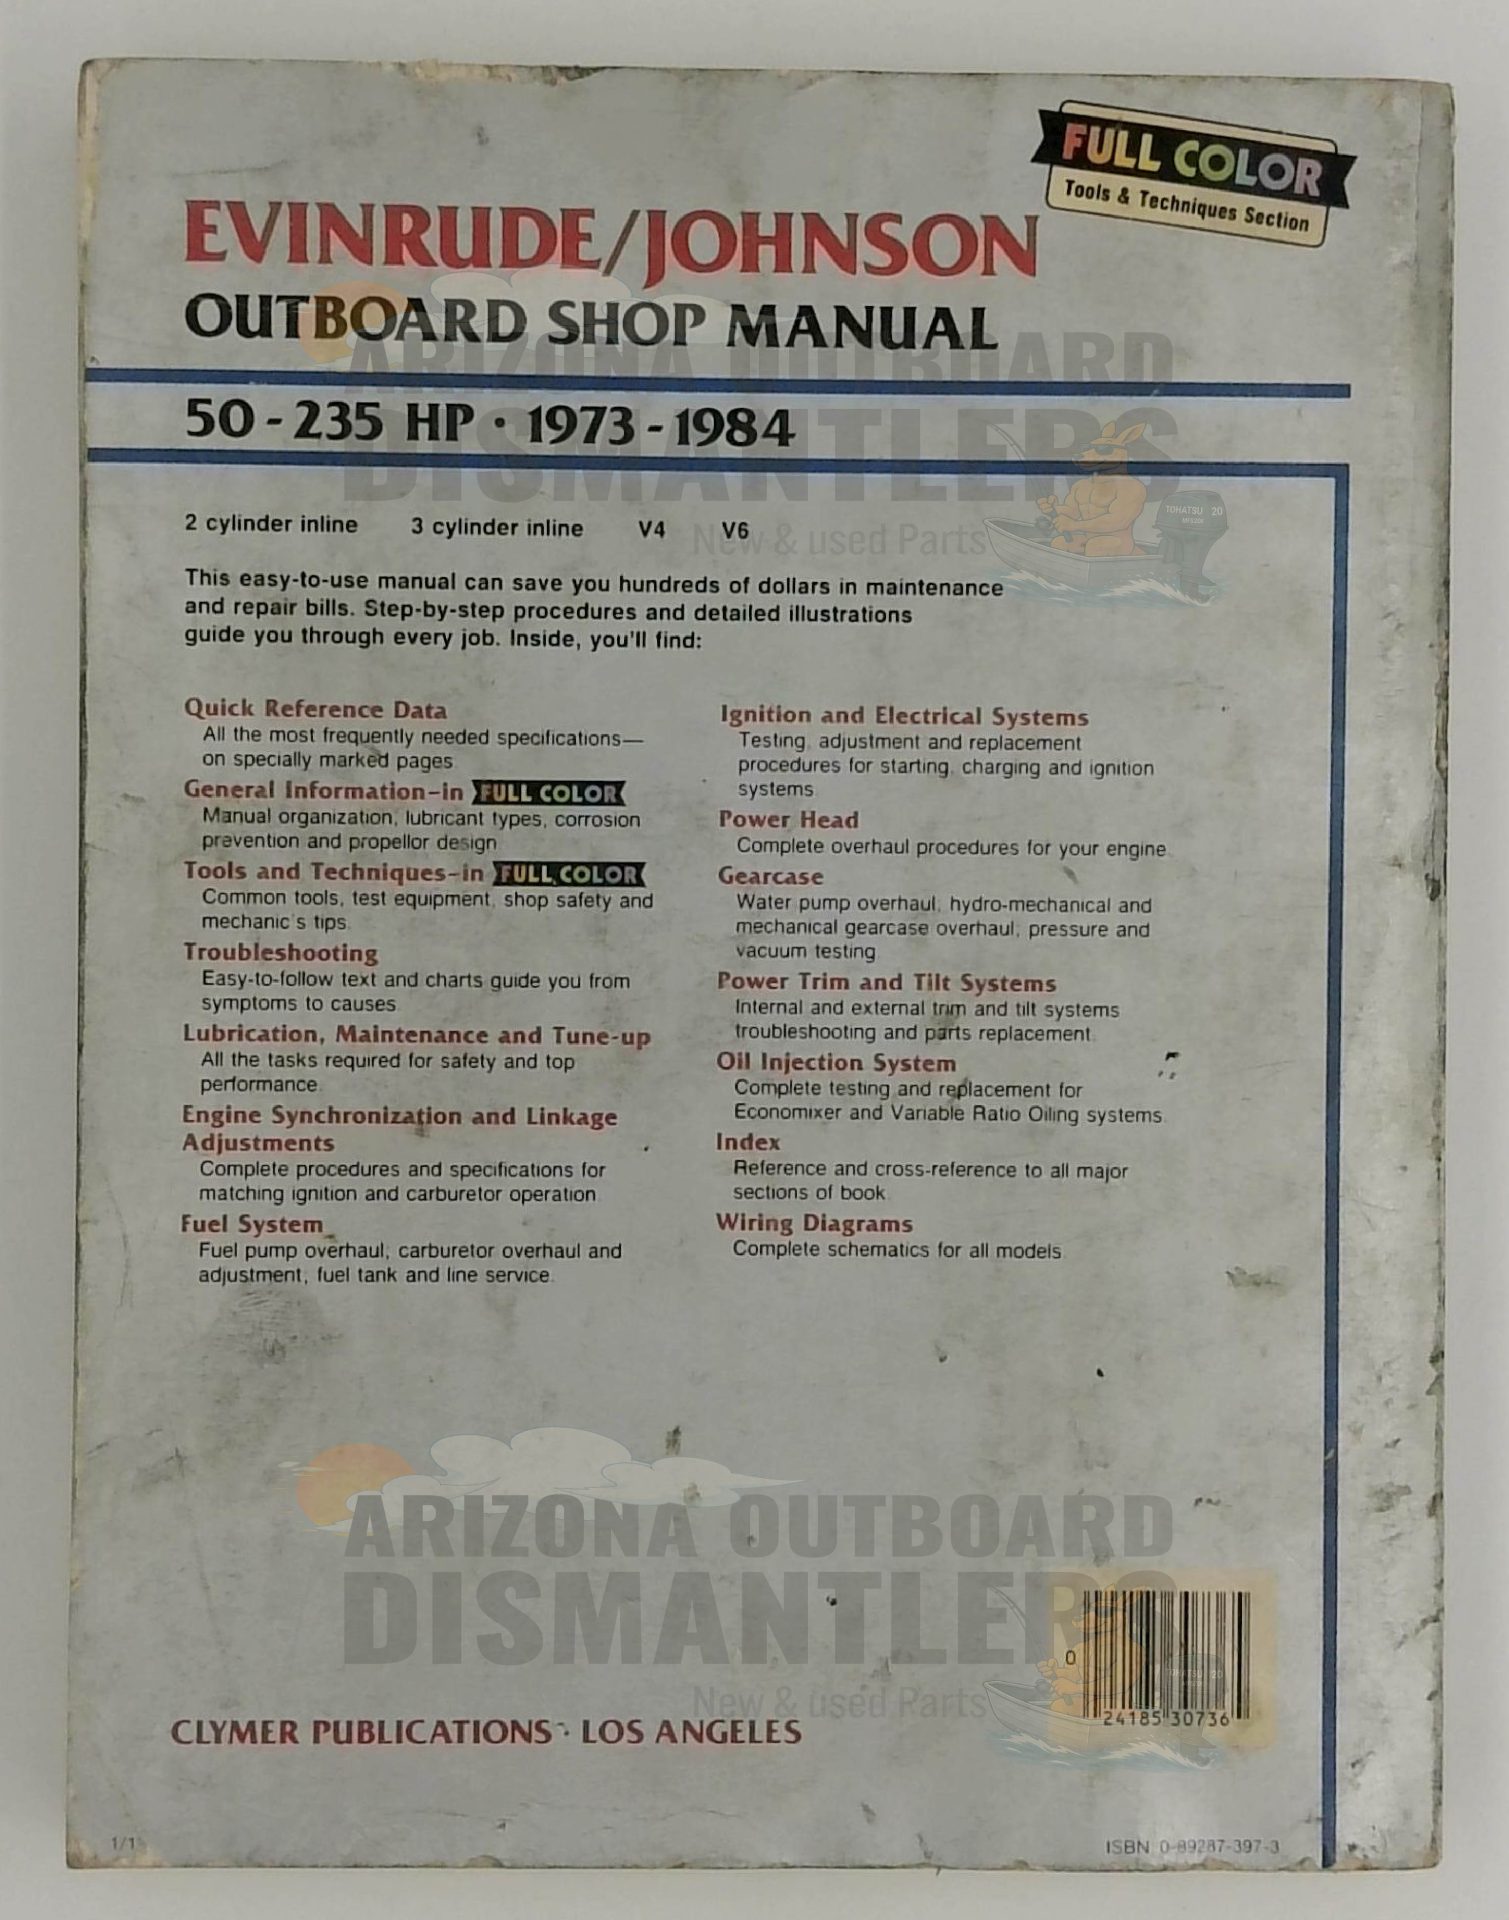 FULL COLOR
Tools & Techniques Section
EVINRUDE/JOHNSON
OUTBOARD SHOP MANUAL
50 - 235 HP • 1973 - 1984
2 cylinder inline 3 cylinder inline V4 V6
This easy-to-use manual can save you hundreds of dollars in maintenance
and repair bills. Step-by-step procedures and detailed illustrations
guide you through every job. Inside, you'll find:
Quick Reference Data
All the most frequently needed specifications—
on specially marked pages.
General Information-in FULL COLOR
Manual organization, lubricant types, corrosion
prevention and propellor design.
Tools and Techniques-in FULL COLOR
Common tools, test equipment, shop safety and
mechanic's tips.
Troubleshooting
Easy-to-follow text and charts guide you from
symptoms to causes.
Lubrication, Maintenance and Tune-up
All the tasks required for safety and top
performance.
Engine Synchronization and Linkage
Adjustments
Complete procedures and specifications for
matching ignition and carburetor operation.
Fuel System
Fuel pump overhaul, carburetor overhaul and
adjustment, fuel tank and line service.
Ignition and Electrical Systems
Testing, adjustment and replacement
procedures for starting, charging and ignition
systems.
Power Head
Complete overhaul procedures for your engine.
Gearcase
Water pump overhaul, hydro-mechanical and
mechanical gearcase overhaul, pressure and
vacuum testing.
Power Trim and Tilt Systems
Internal and external trim and tilt systems
troubleshooting and parts replacement.
Oil Injection System
Complete testing and replacement for
Economixer and Variable Ratio Oiling systems.
Index
Reference and cross-reference to all major
sections of book.
Wiring Diagrams
Complete schematics for all models.
ARIZONA OUTBOARD
DISMANTLERS
New & used Parts
TOHATSU 20
ARIZONA OUTBOARD
DISMANTLERS
New & used Parts
TOHATSU 20
0
24185 30736
CLYMER PUBLICATIONS · LOS ANGELES
ISBN 0-89287-397-3